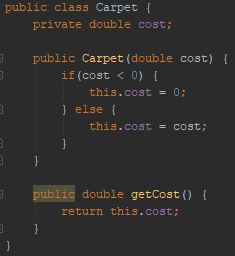 public class Carpet {
    private double cost;

    public Carpet(double cost) {
        if(cost < 0) {
            this.cost = 0;
        } else {
            this.cost = cost;
        }
    }

    public double getCost() {
        return this.cost;
    }
}